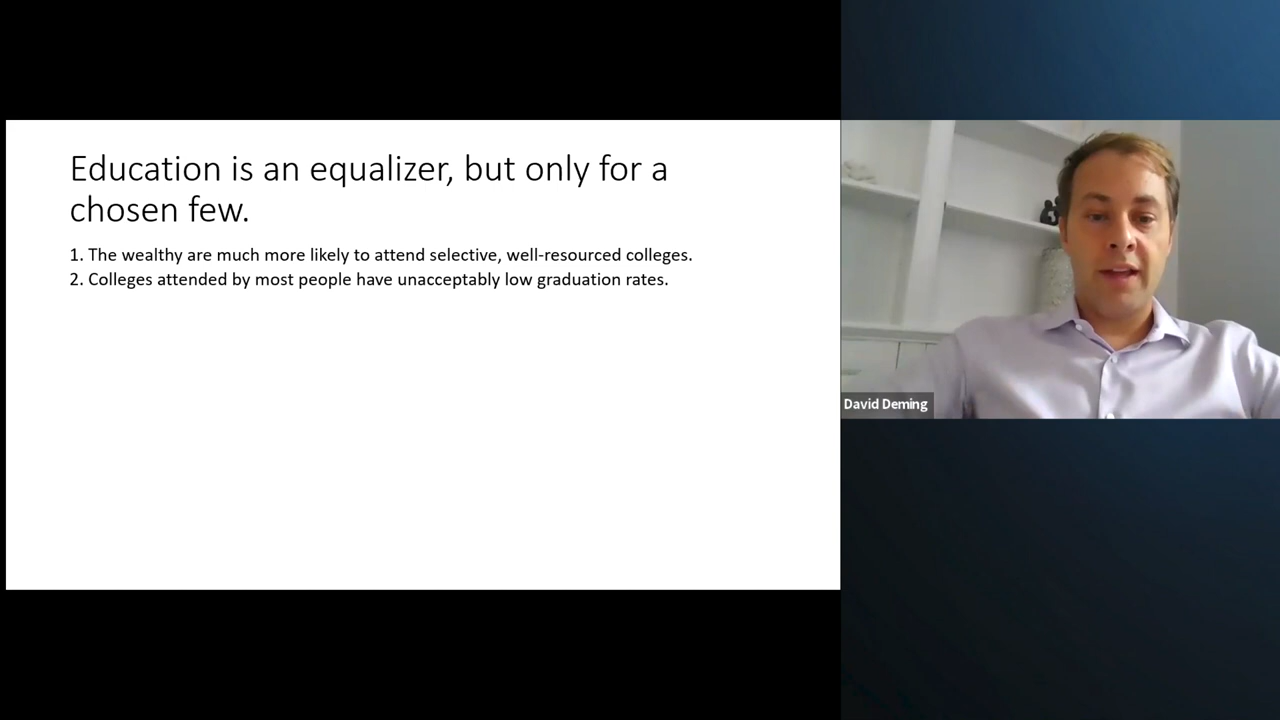 Education is an equalizer, but only for a
chosen few.
1. The wealthy are much more likely to attend selective, well-resourced colleges.
2. Colleges attended by most people have unacceptably low graduation rates.
David Deming